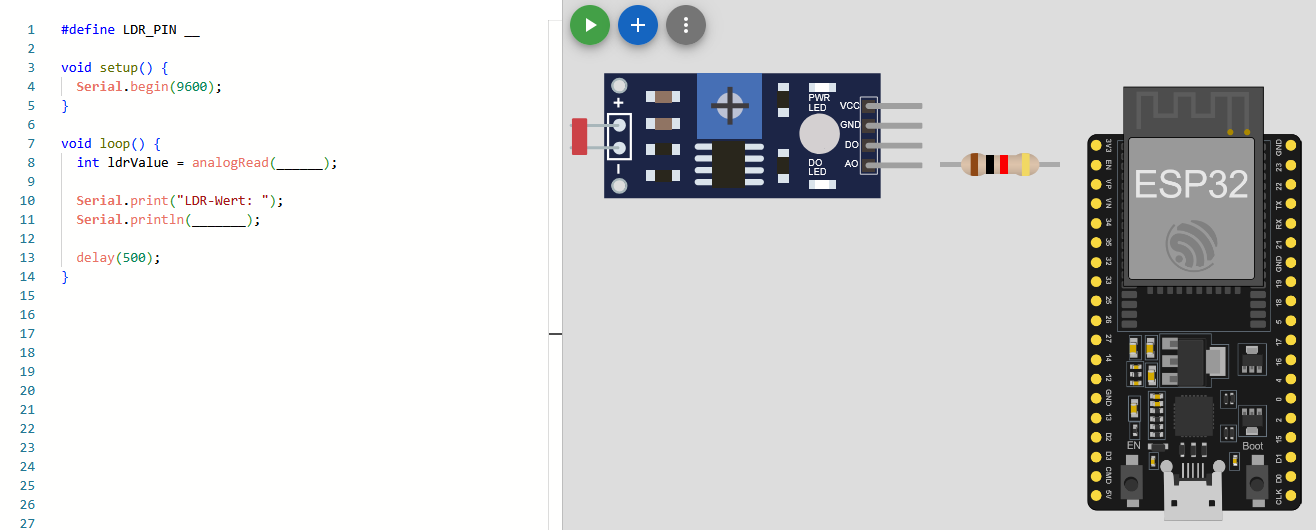 1 #define LDR_PIN __
2
3 void setup() {
4 Serial.begin(9600);
5 }
6
7 void loop() {
8 int ldrValue = analogRead(______);
9
10 Serial.print("LDR-Wert: ");
11 Serial.println(_______);
12
13 delay(500);
14 }
15
16
17
18
19
20
21
22
23
24
25
26
27
+
−
PWR
LED
DO
LED
VCC
GND
DO
AO
ESP32
3V3
EN
VP
VN
34
35
32
33
25
26
27
14
12
GND
13
D2
D3
CMD
5V
GND
23
22
TX
RX
21
GND
19
18
5
17
16
4
0
2
15
D1
D0
CLK
EN
Boot